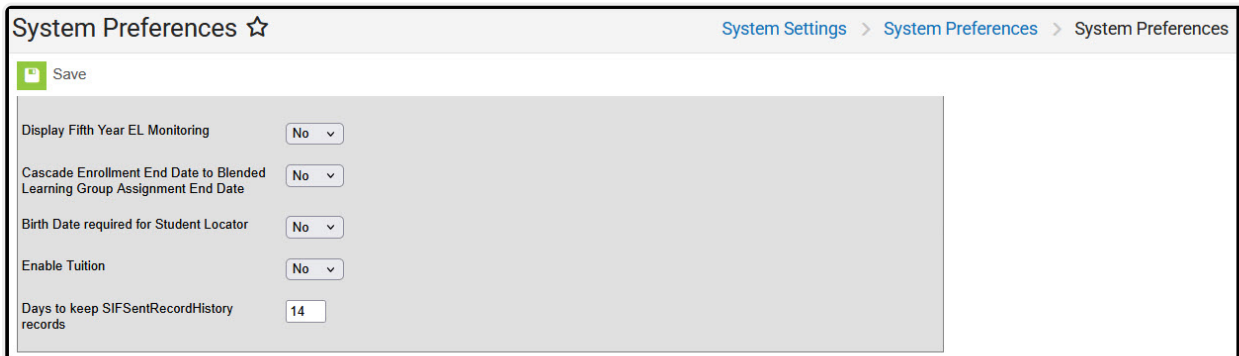 System Preferences
System Settings > System Preferences > System Preferences
Save
Display Fifth Year EL Monitoring No
Cascade Enrollment End Date to Blended
Learning Group Assignment End Date No
Birth Date required for Student Locator No
Enable Tuition No
Days to keep SIFSentRecordHistory
records 14